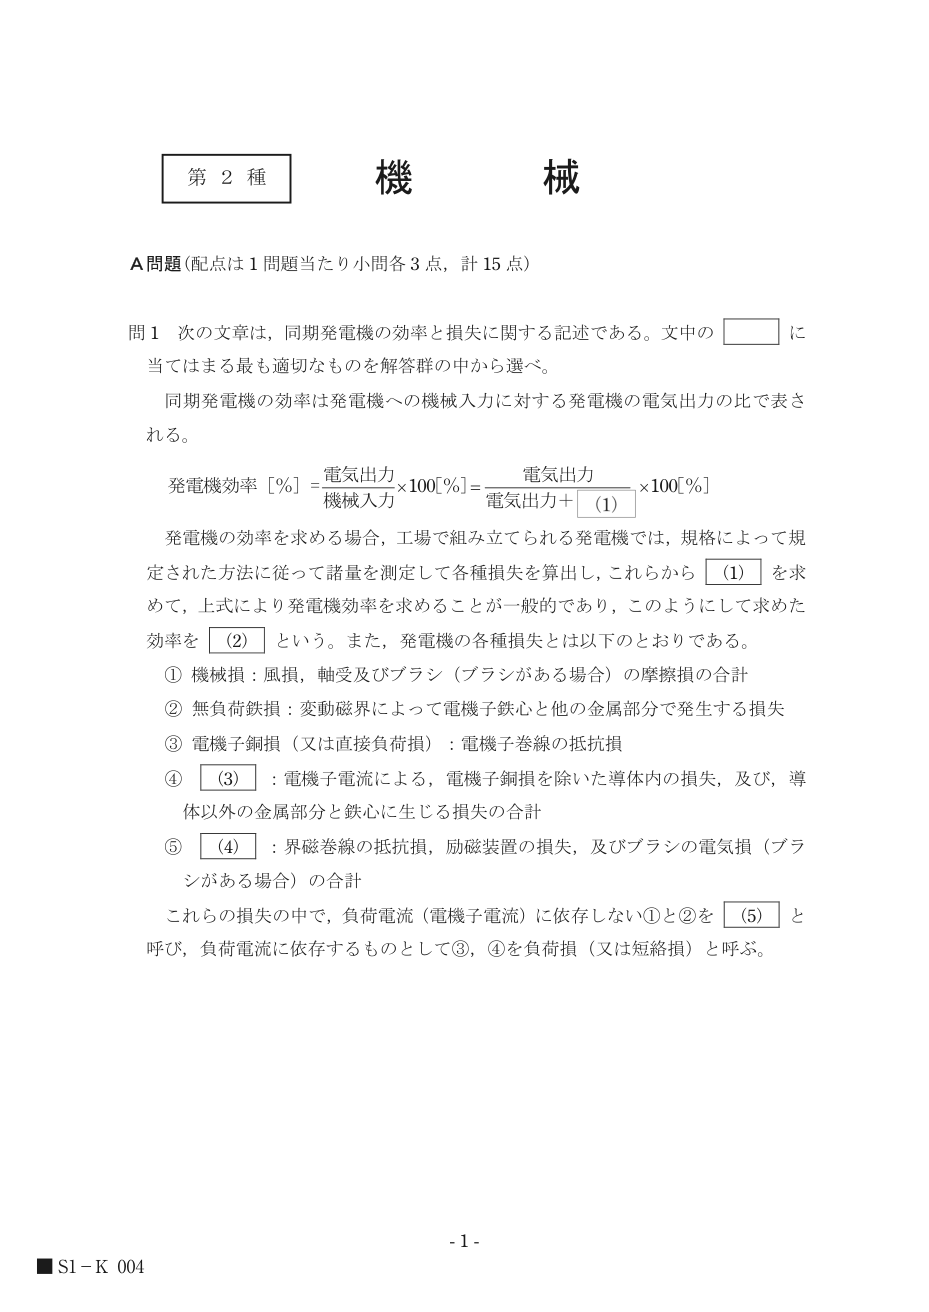 第 2 種
機 械
A問題(配点は 1 問題当たり小問各 3 点，計 15 点)
問 1 次の文章は，同期発電機の効率と損失に関する記述である。文中の に
当てはまる最も適切なものを解答群の中から選べ。
同期発電機の効率は発電機への機械入力に対する発電機の電気出力の比で表さ
れる。
発電機効率［%］=電気出力/機械入力×100[%]=電気出力/電気出力＋(1)×100[%]
発電機の効率を求める場合，工場で組み立てられる発電機では，規格によって規
定された方法に従って諸量を測定して各種損失を算出し，これらから (1) を求
めて，上式により発電機効率を求めることが一般的であり，このようにして求めた
効率を (2) という。また，発電機の各種損失とは以下のとおりである。
① 機械損：風損，軸受及びブラシ（ブラシがある場合）の摩擦損の合計
② 無負荷鉄損：変動磁界によって電機子鉄心と他の金属部分で発生する損失
③ 電機子銅損（又は直接負荷損）：電機子巻線の抵抗損
④ (3) ：電機子電流による，電機子銅損を除いた導体内の損失，及び，導
体以外の金属部分と鉄心に生じる損失の合計
⑤ (4) ：界磁巻線の抵抗損，励磁装置の損失，及びブラシの電気損（ブラ
シがある場合）の合計
これらの損失の中で，負荷電流（電機子電流）に依存しない①と②を (5) と
呼び，負荷電流に依存するものとして③，④を負荷損（又は短絡損）と呼ぶ。
- 1 -
■ S1－K 004